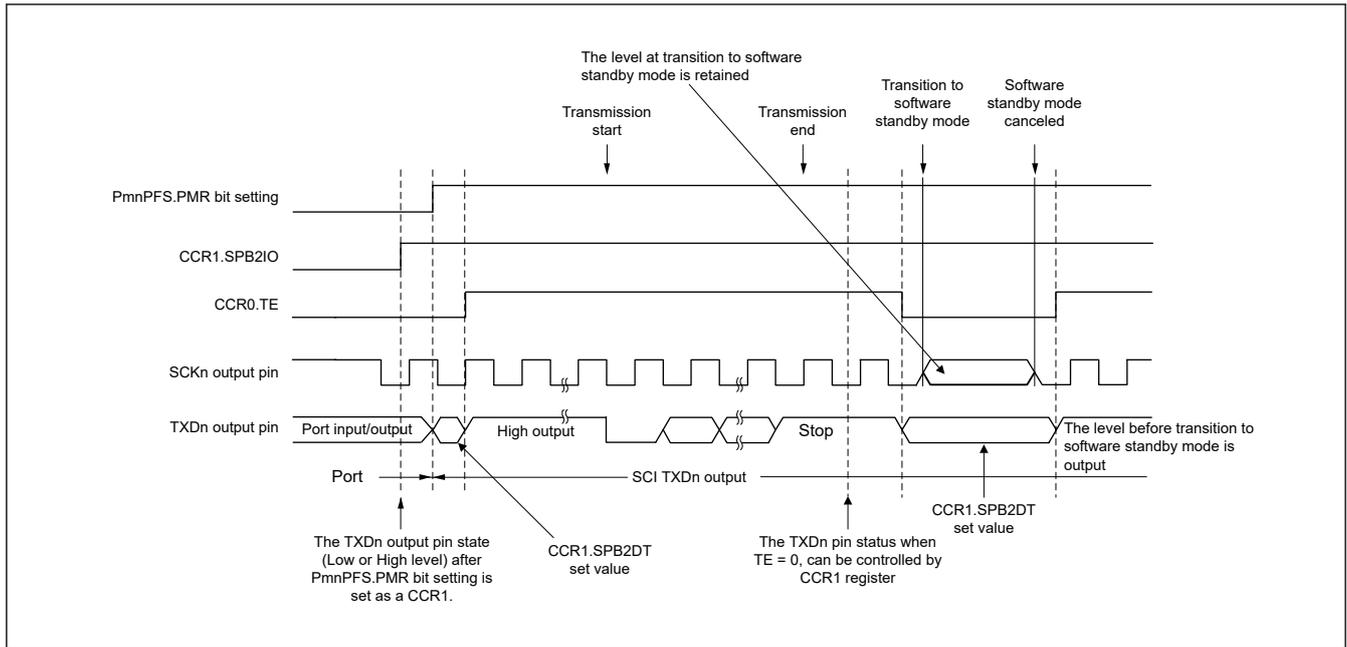 The level at transition to software
standby mode is retained
Transition to
software
standby mode
Software
standby mode
canceled
Transmission
start
Transmission
end
PmnPFS.PMR bit setting
CCR1.SPB2IO
CCR0.TE
SCKn output pin
TXDn output pin
Port input/output
High output
Stop
The level before transition to
software standby mode is
output
Port
SCI TXDn output
The TXDn output pin state
(Low or High level) after
PmnPFS.PMR bit setting is
set as a CCR1.
CCR1.SPB2DT
set value
The TXDn pin status when
TE = 0, can be controlled by
CCR1 register
CCR1.SPB2DT
set value